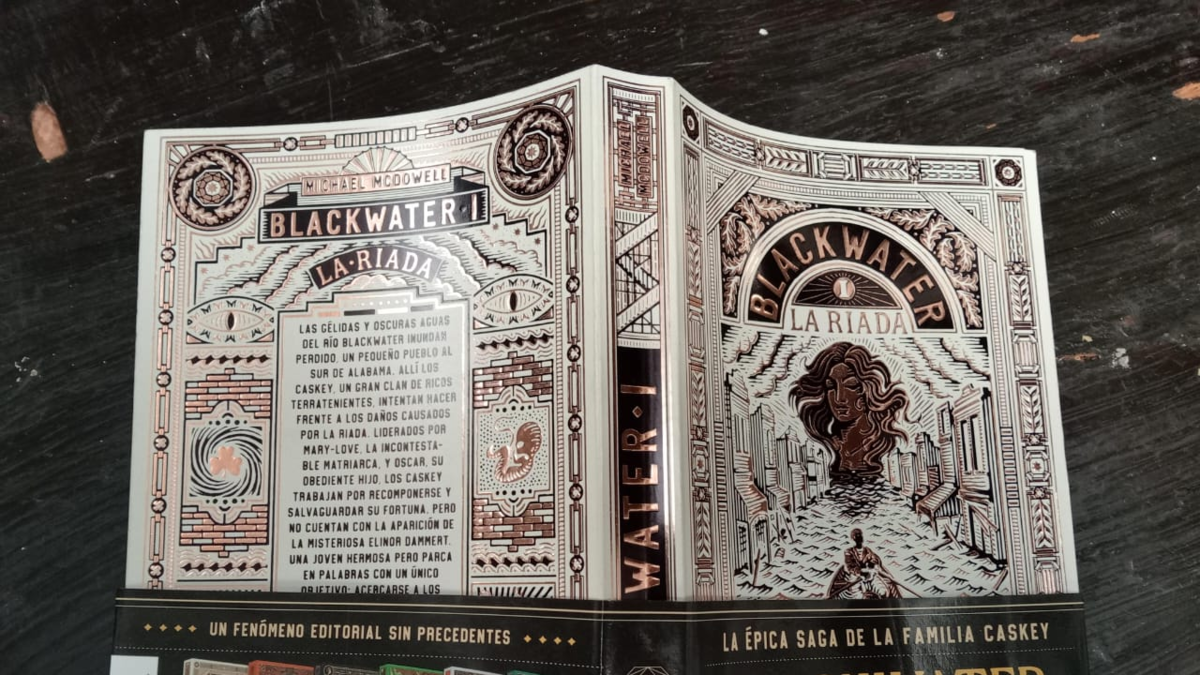 MICHAEL MCDOWELL
BLACKWATER·I
LA·RIADA
LAS GÉLIDAS Y OSCURAS AGUAS
DEL RÍO BLACKWATER INUNDAN
PERDIDO, UN PEQUEÑO PUEBLO AL
SUR DE ALABAMA. ALLÍ LOS
CASKEY, UN GRAN CLAN DE RICOS
TERRATENIENTES, INTENTAN HACER
FRENTE A LOS DAÑOS CAUSADOS
POR LA RIADA. LIDERADOS POR
MARY-LOVE, LA INCONTESTA-
BLE MATRIARCA, Y OSCAR, SU
OBEDIENTE HIJO, LOS CASKEY
TRABAJAN POR RECOMPONERSE Y
SALVAGUARDAR SU FORTUNA. PERO
NO CUENTAN CON LA APARICIÓN DE
LA MISTERIOSA ELINOR DAMMERT,
UNA JOVEN HERMOSA PERO PARCA
EN PALABRAS CON UN ÚNICO
OBJETIVO: ACERCARSE A LOS
UN FENÓMENO EDITORIAL SIN PRECEDENTES
MICHAEL
MCDOWELL
WATER·I
BLACKWATER
I
LA RIADA
LA ÉPICA SAGA DE LA FAMILIA CASKEY